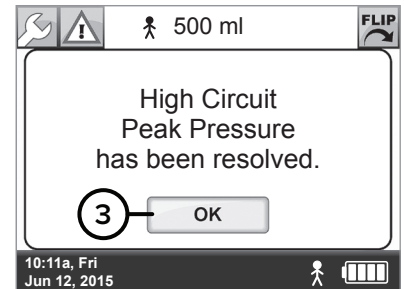 500 ml
FLIP
High Circuit
Peak Pressure
has been resolved.
3
OK
10:11a, Fri
Jun 12, 2015